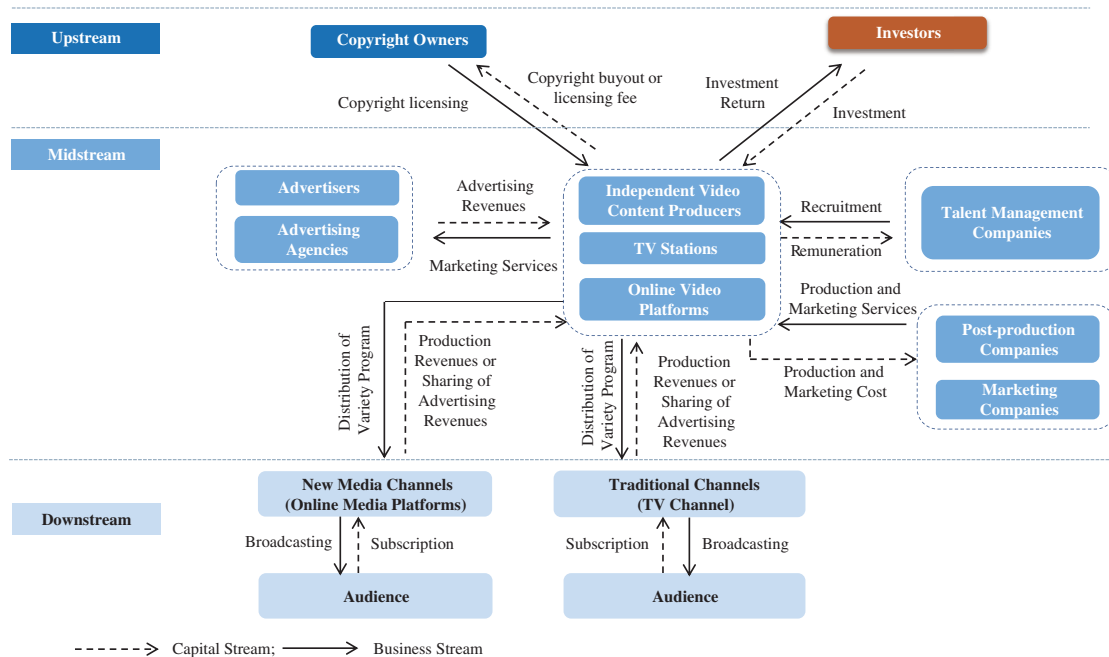 Upstream
Copyright Owners
Investors
Copyright licensing
Copyright buyout or
licensing fee
Investment
Return
Investment
Midstream
Advertisers
Advertising
Agencies
Advertising
Revenues
Marketing Services
Independent Video
Content Producers
TV Stations
Online Video
Platforms
Recruitment
Remuneration
Talent Management
Companies
Production and
Marketing Services
Production and
Marketing Cost
Post-production
Companies
Marketing
Companies
Distribution of
Variety Program
Production
Revenues or
Sharing of
Advertising
Revenues
Distribution of
Variety Program
Production
Revenues or
Sharing of
Advertising
Revenues
Downstream
New Media Channels
(Online Media Platforms)
Traditional Channels
(TV Channel)
Broadcasting
Subscription
Subscription
Broadcasting
Audience
Audience
Capital Stream;
Business Stream